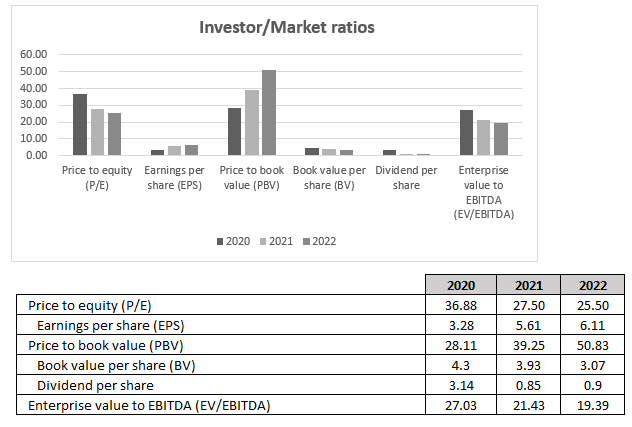 Investor/Market ratios
60.00
50.00
40.00
30.00
20.00
10.00
0.00
Price to equity (P/E)
Earnings per share (EPS)
Price to book value (PBV)
Book value per share (BV)
Dividend per share
Enterprise value to EBITDA (EV/EBITDA)
2020 2021 2022
2020 2021 2022
Price to equity (P/E) 36.88 27.50 25.50
Earnings per share (EPS) 3.28 5.61 6.11
Price to book value (PBV) 28.11 39.25 50.83
Book value per share (BV) 4.3 3.93 3.07
Dividend per share 3.14 0.85 0.9
Enterprise value to EBITDA (EV/EBITDA) 27.03 21.43 19.39